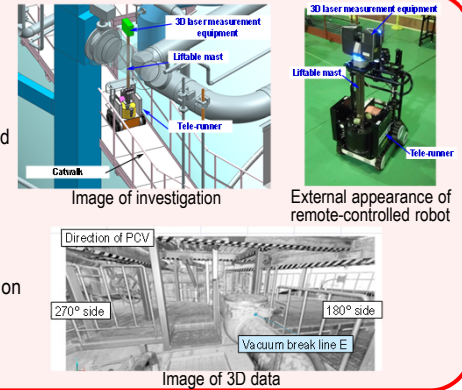 3D laser measurement
equipment
Liftable mast
Tele-runner
Catwalk
Image of investigation
3D laser measurement equipment
Liftable mast
Tele-runner
External appearance of
remote-controlled robot
d
on
Direction of PCV
270° side
180° side
Vacuum break line E
Image of 3D data